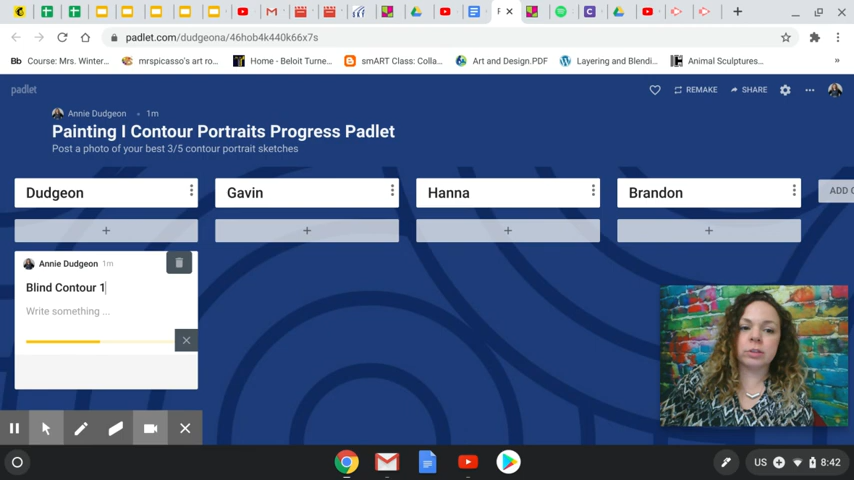 padlet.com/dudgeona/46hob4k440k66x7s
Bb Course: Mrs. Winter... mrspicasso's art ro... Home - Beloit Turne... smART Class: Colla... Art and Design.PDF Layering and Blendi... Animal Sculptures... »
padlet REMAKE SHARE
Annie Dudgeon • 1m
Painting I Contour Portraits Progress Padlet
Post a photo of your best 3/5 contour portrait sketches
Dudgeon Gavin Hanna Brandon
Annie Dudgeon 1m
Blind Contour 1
Write something ...
US 8:42